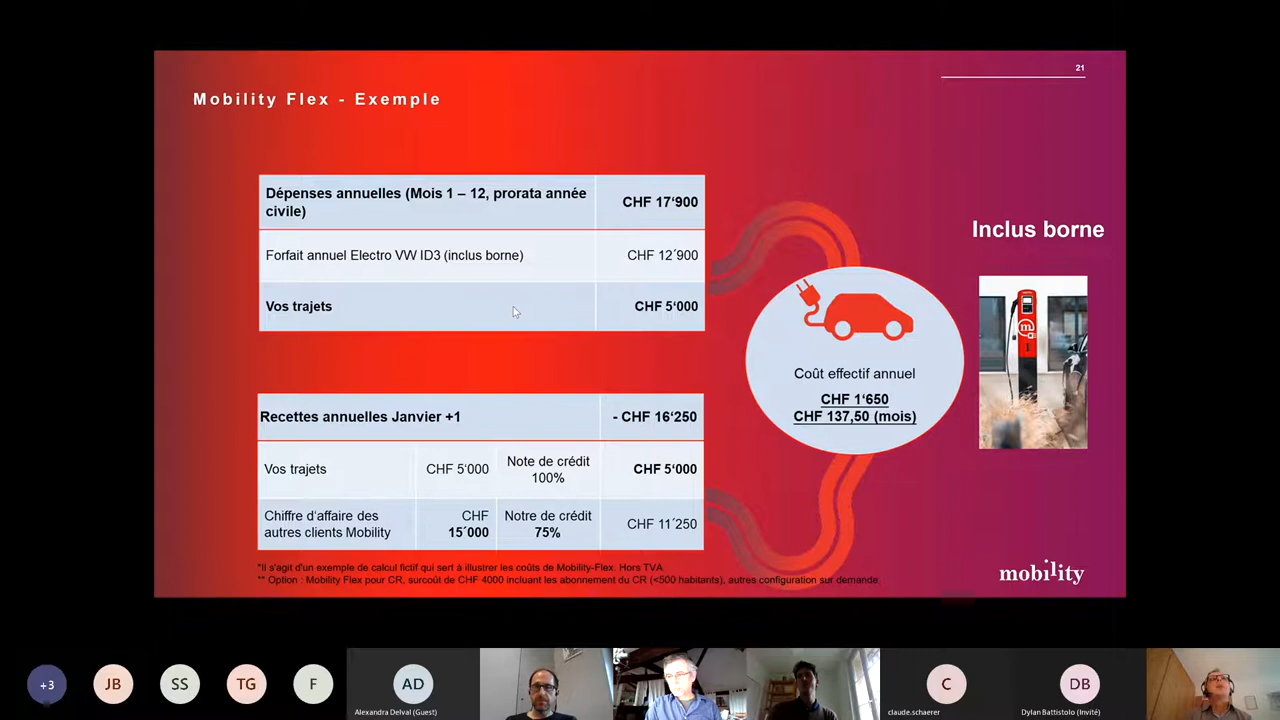 21
Mobility Flex - Exemple
Dépenses annuelles (Mois 1 – 12, prorata année
civile)
CHF 17‘900
Forfait annuel Electro VW ID3 (inclus borne)
CHF 12´900
Vos trajets
CHF 5‘000
Inclus borne
Coût effectif annuel
CHF 1‘650
CHF 137,50 (mois)
Recettes annuelles Janvier +1
- CHF 16‘250
Vos trajets
CHF 5‘000
Note de crédit
100%
CHF 5‘000
Chiffre d‘affaire des
autres clients Mobility
CHF
15´000
Notre de crédit
75%
CHF 11´250
*Il s'agit d'un exemple de calcul fictif qui sert à illustrer les coûts de Mobility-Flex. Hors TVA
** Option : Mobility Flex pour CR, surcoût de CHF 4000 incluant les abonnement du CR (<500 habitants), autres configuration sur demande
mobility
+3
JB
SS
TG
F
AD
Alexandra Delval (Guest)
C
claude.schaerer
DB
Dylan Battistolo (Invité)